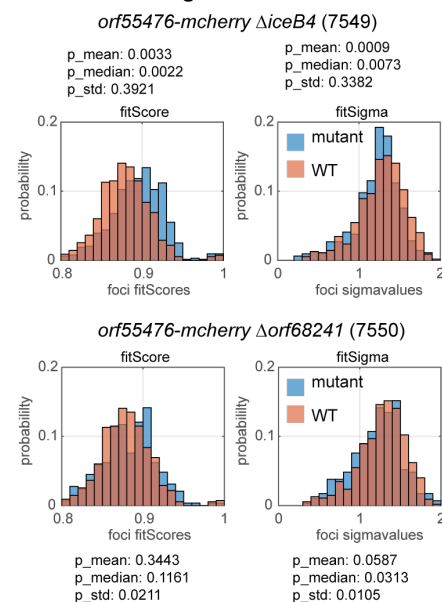 orf55476-mcherry ΔiceB4 (7549)
p_mean: 0.0033
p_median: 0.0022
p_std: 0.3921
p_mean: 0.0009
p_median: 0.0073
p_std: 0.3382
fitScore
0.2
0.1
0
probability
0.8
0.9
1
foci fitScores
fitSigma
mutant
WT
0.2
0.1
0
probability
0
1
2
foci sigmavalues
orf55476-mcherry Δorf68241 (7550)
fitScore
0.2
0.1
0
probability
0.8
0.9
1
foci fitScores
fitSigma
mutant
WT
0.2
0.1
0
probability
0
1
2
foci sigmavalues
p_mean: 0.3443
p_median: 0.1161
p_std: 0.0211
p_mean: 0.0587
p_median: 0.0313
p_std: 0.0105